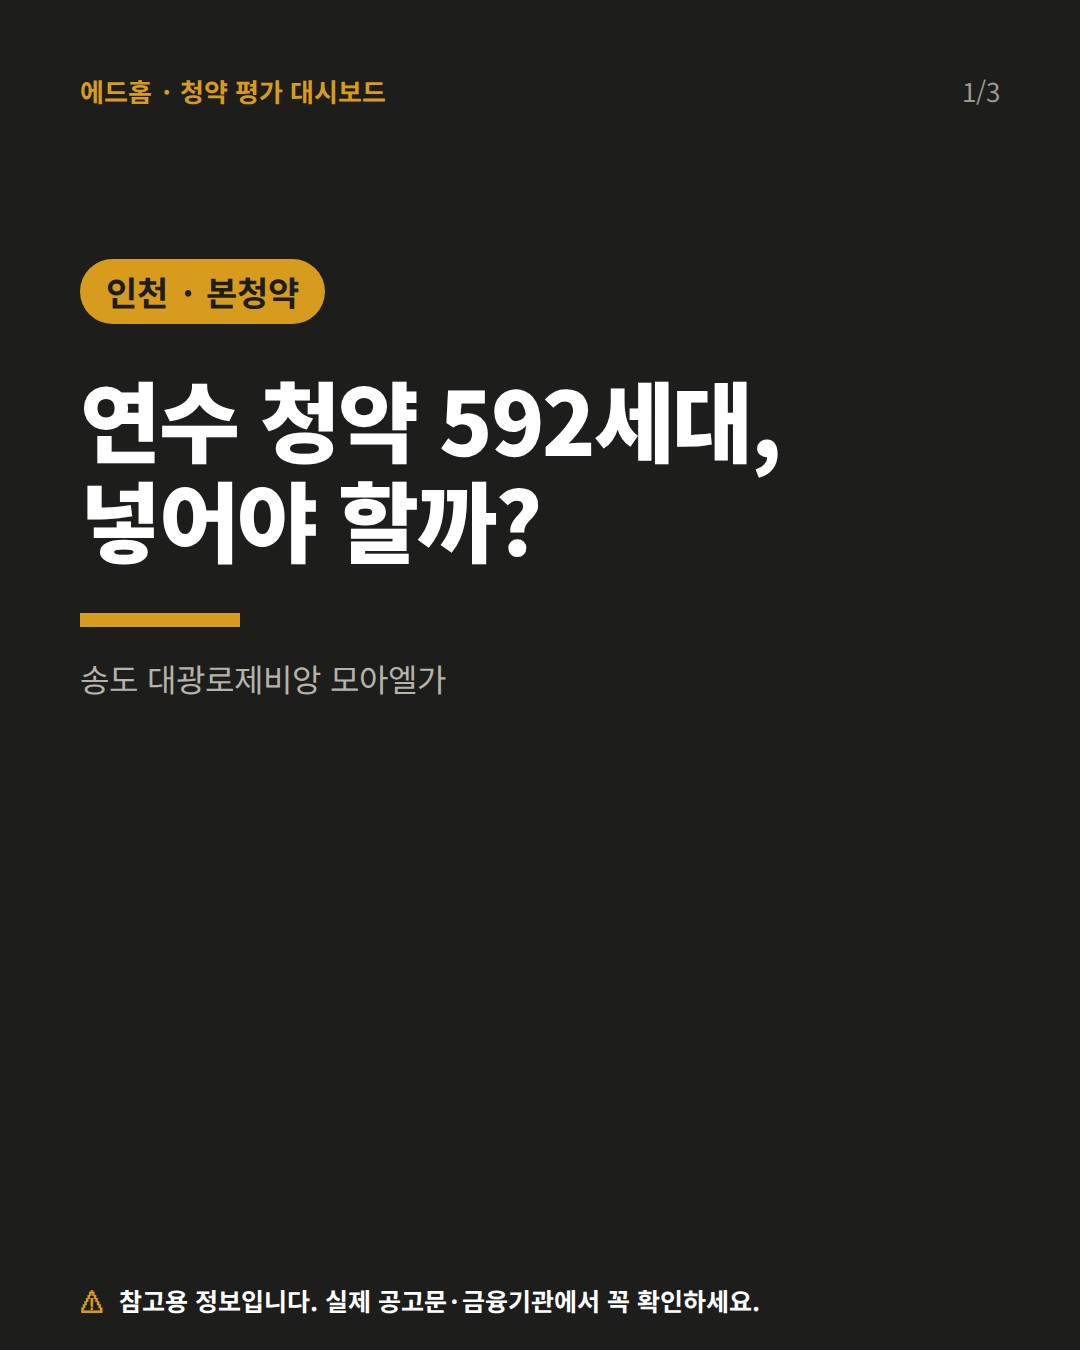 에드홈 · 청약 평가 대시보드
1/3
인천 · 본청약
연수 청약 592세대,
넣어야 할까?
송도 대광로제비앙 모아엘가
⚠ 참고용 정보입니다. 실제 공고문·금융기관에서 꼭 확인하세요.